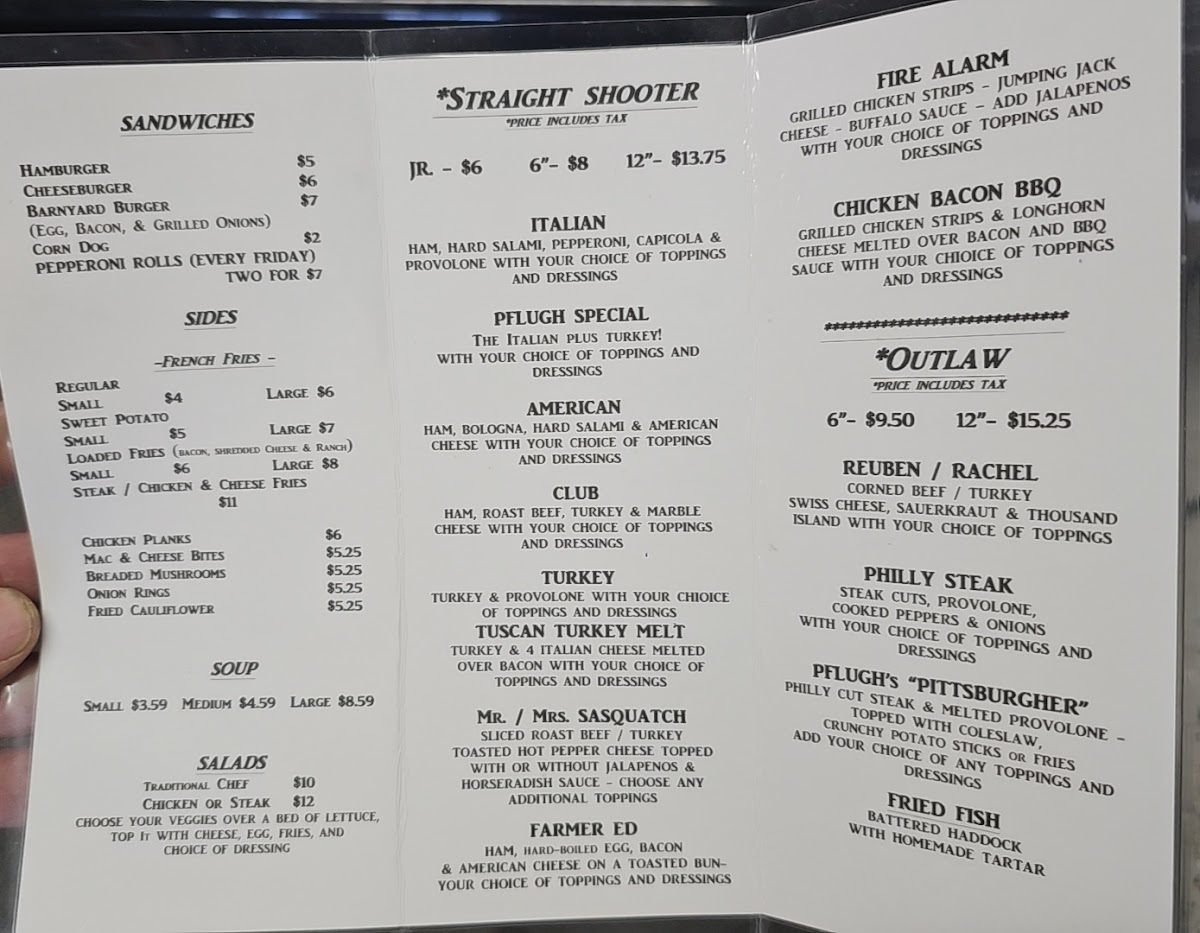 SANDWICHES
HAMBURGER $5
CHEESEBURGER $6
BARNYARD BURGER $7
(EGG, BACON, & GRILLED ONIONS)
CORN DOG $2
PEPPERONI ROLLS (EVERY FRIDAY)
TWO FOR $7
SIDES
-FRENCH FRIES -
REGULAR
SMALL $4 LARGE $6
SWEET POTATO
SMALL $5 LARGE $7
LOADED FRIES (BACON, SHREDDED CHEESE & RANCH)
SMALL $6 LARGE $8
STEAK / CHICKEN & CHEESE FRIES
$11
CHICKEN PLANKS $6
MAC & CHEESE BITES $5.25
BREADED MUSHROOMS $5.25
ONION RINGS $5.25
FRIED CAULIFLOWER $5.25
SOUP
SMALL $3.59 MEDIUM $4.59 LARGE $8.59
SALADS
TRADITIONAL CHEF $10
CHICKEN OR STEAK $12
CHOOSE YOUR VEGGIES OVER A BED OF LETTUCE,
TOP IT WITH CHEESE, EGG, FRIES, AND
CHOICE OF DRESSING
*STRAIGHT SHOOTER
*PRICE INCLUDES TAX
JR. - $6 6"- $8 12"- $13.75
ITALIAN
HAM, HARD SALAMI, PEPPERONI, CAPICOLA &
PROVOLONE WITH YOUR CHOICE OF TOPPINGS
AND DRESSINGS
PFLUGH SPECIAL
THE ITALIAN PLUS TURKEY!
WITH YOUR CHOICE OF TOPPINGS AND
DRESSINGS
AMERICAN
HAM, BOLOGNA, HARD SALAMI & AMERICAN
CHEESE WITH YOUR CHOICE OF TOPPINGS
AND DRESSINGS
CLUB
HAM, ROAST BEEF, TURKEY & MARBLE
CHEESE WITH YOUR CHOICE OF TOPPINGS
AND DRESSINGS
TURKEY
TURKEY & PROVOLONE WITH YOUR CHIOICE
OF TOPPINGS AND DRESSINGS
TUSCAN TURKEY MELT
TURKEY & 4 ITALIAN CHEESE MELTED
OVER BACON WITH YOUR CHOICE OF
TOPPINGS AND DRESSINGS
MR. / MRS. SASQUATCH
SLICED ROAST BEEF / TURKEY
TOASTED HOT PEPPER CHEESE TOPPED
WITH OR WITHOUT JALAPENOS &
HORSERADISH SAUCE - CHOOSE ANY
ADDITIONAL TOPPINGS
FARMER ED
HAM, HARD-BOILED EGG, BACON
& AMERICAN CHEESE ON A TOASTED BUN-
YOUR CHOICE OF TOPPINGS AND DRESSINGS
FIRE ALARM
GRILLED CHICKEN STRIPS - JUMPING JACK
CHEESE - BUFFALO SAUCE - ADD JALAPENOS
WITH YOUR CHOICE OF TOPPINGS AND
DRESSINGS
CHICKEN BACON BBQ
GRILLED CHICKEN STRIPS & LONGHORN
CHEESE MELTED OVER BACON AND BBQ
SAUCE WITH YOUR CHIOICE OF TOPPINGS
AND DRESSINGS
****************************
*OUTLAW
*PRICE INCLUDES TAX
6"- $9.50 12"- $15.25
REUBEN / RACHEL
CORNED BEEF / TURKEY
SWISS CHEESE, SAUERKRAUT & THOUSAND
ISLAND WITH YOUR CHOICE OF TOPPINGS
PHILLY STEAK
STEAK CUTS, PROVOLONE,
COOKED PEPPERS & ONIONS
WITH YOUR CHOICE OF TOPPINGS AND
DRESSINGS
PFLUGH'S "PITTSBURGHER"
PHILLY CUT STEAK & MELTED PROVOLONE -
TOPPED WITH COLESLAW,
CRUNCHY POTATO STICKS OR FRIES
ADD YOUR CHOICE OF ANY TOPPINGS AND
DRESSINGS
FRIED FISH
BATTERED HADDOCK
WITH HOMEMADE TARTAR